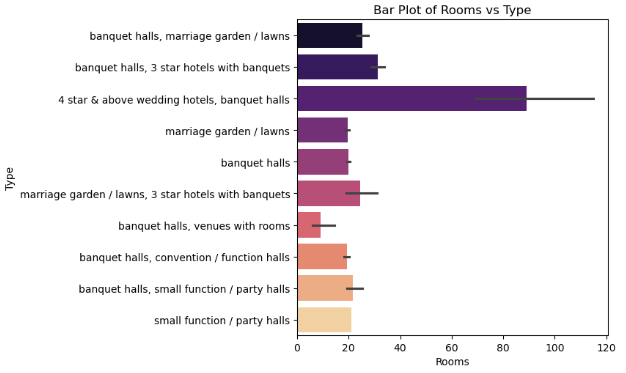 Bar Plot of Rooms vs Type
banquet halls, marriage garden / lawns
banquet halls, 3 star hotels with banquets
4 star & above wedding hotels, banquet halls
marriage garden / lawns
banquet halls
marriage garden / lawns, 3 star hotels with banquets
banquet halls, venues with rooms
banquet halls, convention / function halls
banquet halls, small function / party halls
small function / party halls
Type
0 20 40 60 80 100 120
Rooms